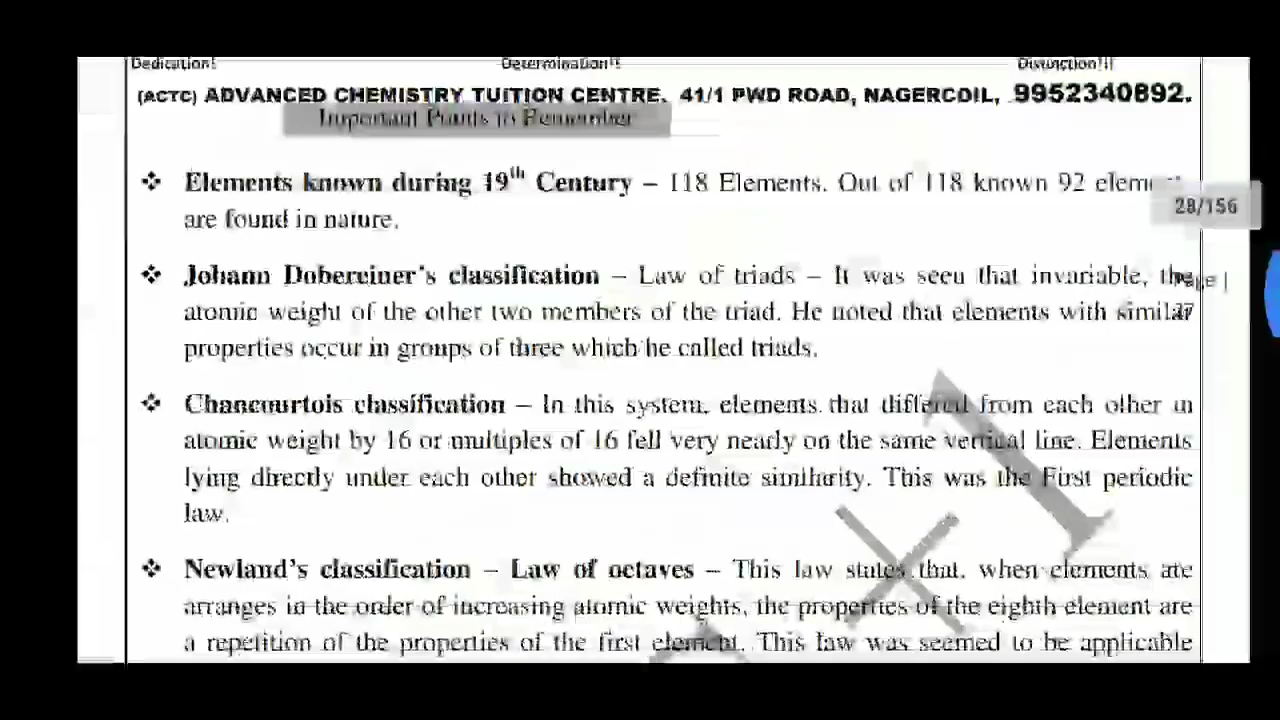 Dedication! Determination!! Distinction!!!
(ACTC) ADVANCED CHEMISTRY TUITION CENTRE, 41/1 PWD ROAD, NAGERCOIL, 9952340892.
Important Points to Remember
❖ Elements known during 19th Century – 118 Elements. Out of 118 known 92
28/156
are found in nature.
❖ Johann Dobereiner's classification – Law of triads – It was seen that invariable, the
Page |
atomic weight of the other two members of the triad. He noted that elements with similar
27
properties occur in groups of three which he called triads.
❖ Chancourtois classification – In this system, elements that differed from each other in
atomic weight by 16 or multiples of 16 fell very nearly on the same vertical line. Elements
lying directly under each other showed a definite similarity. This was the First periodic
law.
❖ Newland's classification – Law of octaves – This law states that, when elements are
arranges in the order of increasing atomic weights, the properties of the eighth element are
a repetition of the properties of the first element. This law was seemed to be applicable
+1